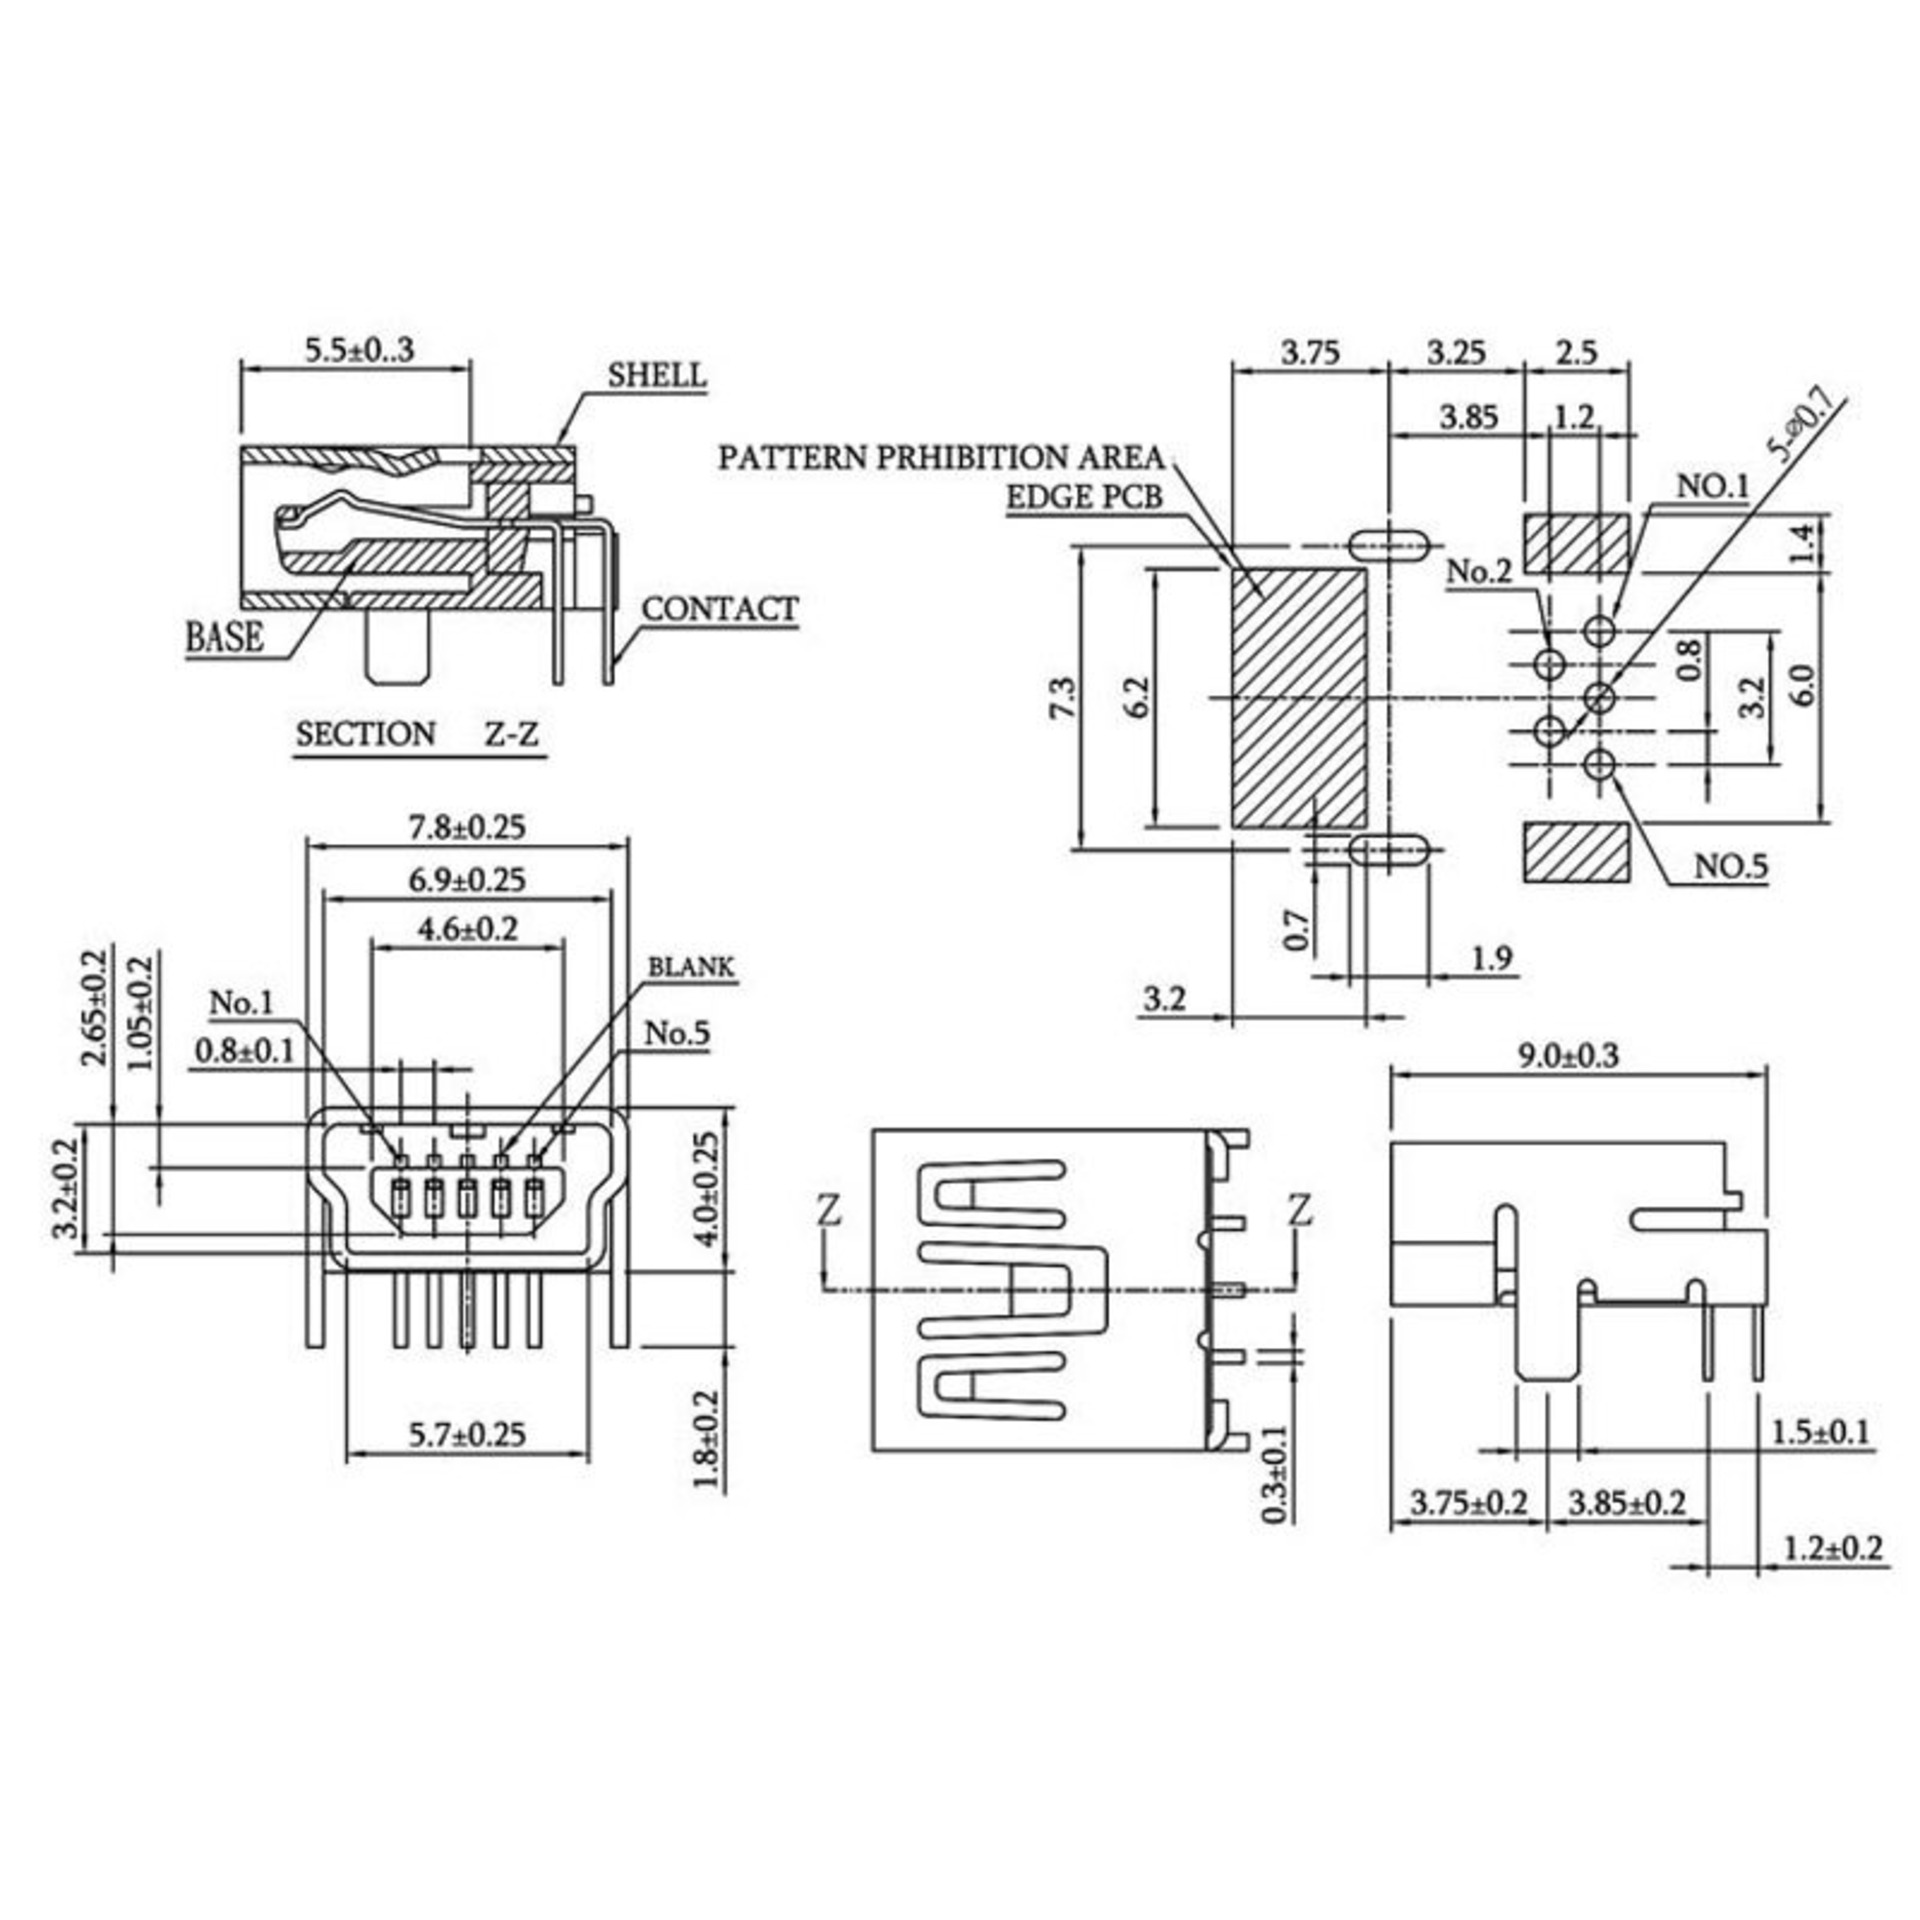 5.5±0..3
SHELL
CONTACT
BASE
SECTION Z-Z
3.75
3.25
2.5
3.85
1.2
5-⌀0.7
PATTERN PRHIBITION AREA
EDGE PCB
NO.1
No.2
1.4
7.3
6.2
0.8
3.2
6.0
NO.5
0.7
1.9
3.2
7.8±0.25
6.9±0.25
4.6±0.2
BLANK
No.1
No.5
0.8±0.1
2.65±0.2
1.05±0.2
3.2±0.2
4.0±0.25
5.7±0.25
1.8±0.2
Z Z
0.3±0.1
9.0±0.3
1.5±0.1
3.75±0.2
3.85±0.2
1.2±0.2